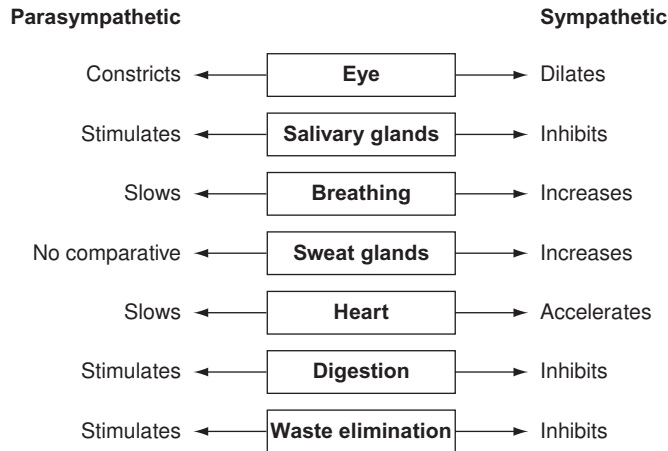 Parasympathetic Sympathetic
Constricts Eye Dilates
Stimulates Salivary glands Inhibits
Slows Breathing Increases
No comparative Sweat glands Increases
Slows Heart Accelerates
Stimulates Digestion Inhibits
Stimulates Waste elimination Inhibits